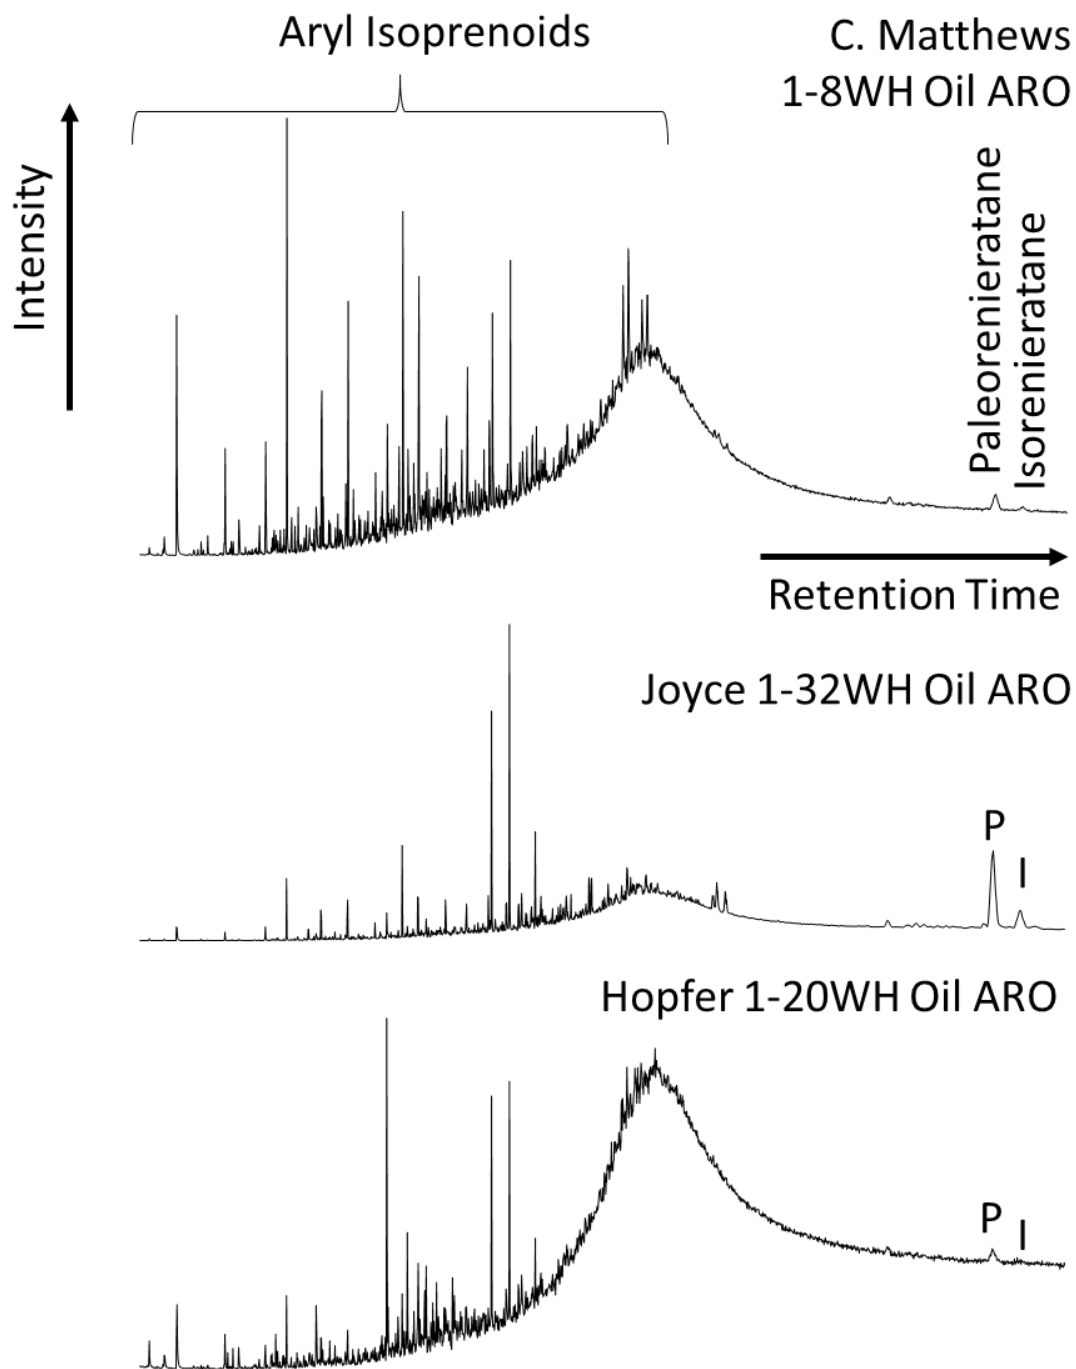 Aryl Isoprenoids
C. Matthews
1-8WH Oil ARO
Intensity
Paleorenieratane
Isorenieratane
Retention Time
Joyce 1-32WH Oil ARO
P
I
Hopfer 1-20WH Oil ARO
P
I